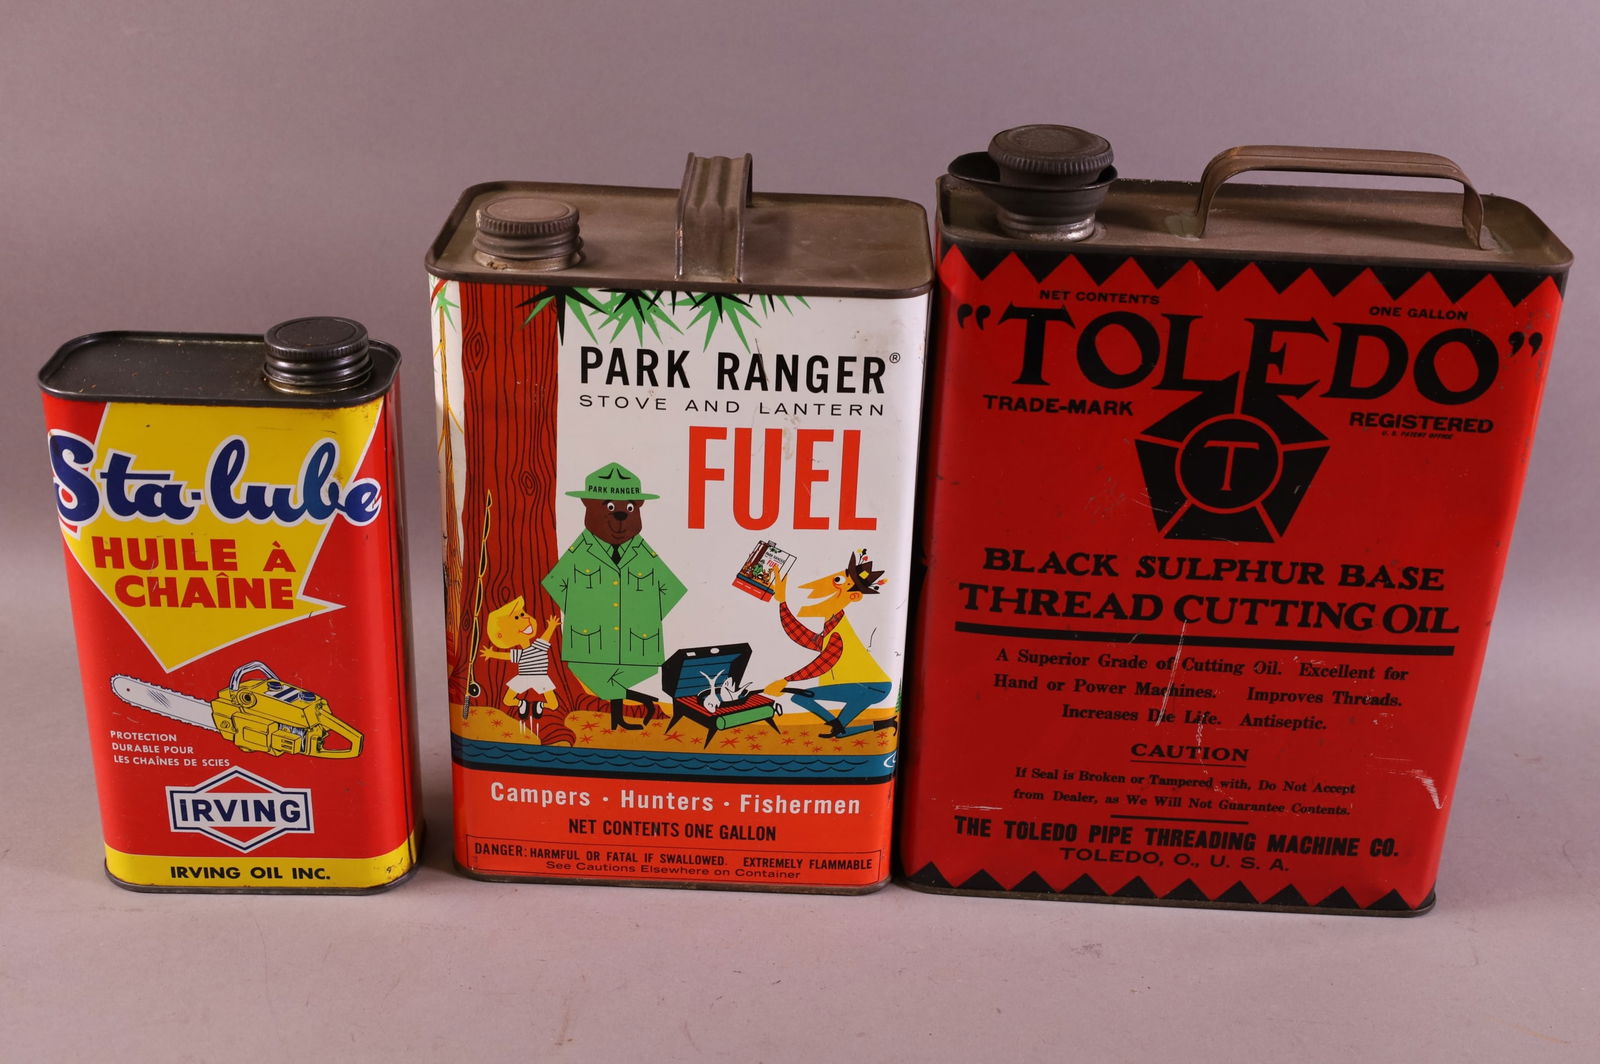 Sta-lube
HUILE À
CHAÎNE
PROTECTION
DURABLE POUR
LES CHAÎNES DE SCIES
IRVING
IRVING OIL INC.
PARK RANGER®
STOVE AND LANTERN
FUEL
PARK RANGER
FUEL
Campers · Hunters · Fishermen
NET CONTENTS ONE GALLON
DANGER: HARMFUL OR FATAL IF SWALLOWED. EXTREMELY FLAMMABLE
See Cautions Elsewhere on Container
NET CONTENTS ONE GALLON
"TOLEDO"
TRADE-MARK REGISTERED
U. S. PATENT OFFICE
T
BLACK SULPHUR BASE
THREAD CUTTING OIL
A Superior Grade of Cutting Oil. Excellent for
Hand or Power Machines. Improves Threads.
Increases Die Life. Antiseptic.
CAUTION
If Seal is Broken or Tampered with, Do Not Accept
from Dealer, as We Will Not Guarantee Contents.
THE TOLEDO PIPE THREADING MACHINE CO.
TOLEDO, O., U. S. A.